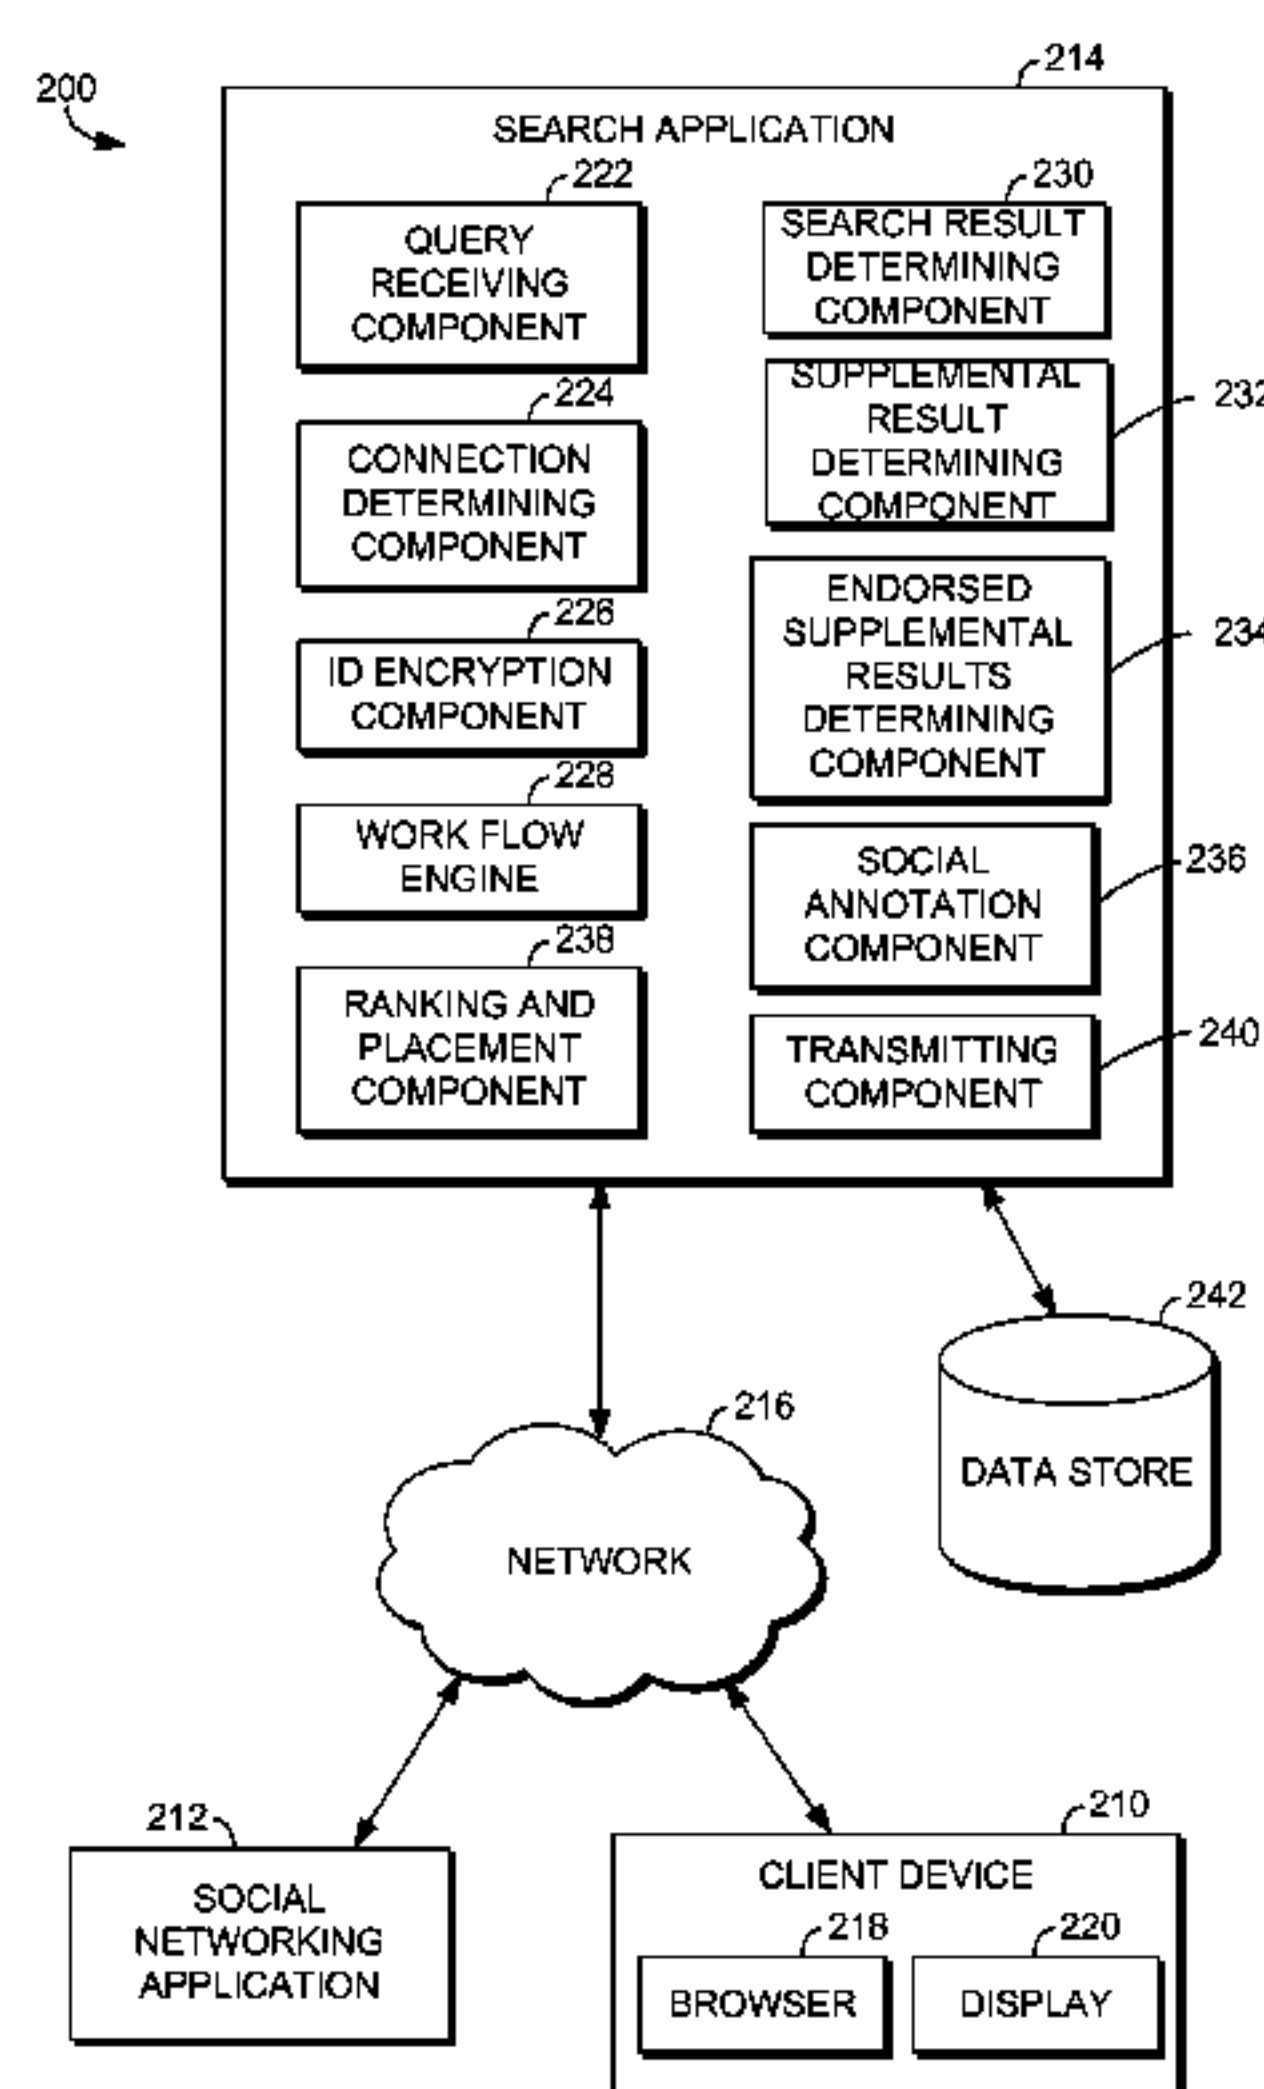 200
214
SEARCH APPLICATION
222
QUERY
RECEIVING
COMPONENT
224
CONNECTION
DETERMINING
COMPONENT
226
ID ENCRYPTION
COMPONENT
228
WORK FLOW
ENGINE
238
RANKING AND
PLACEMENT
COMPONENT
230
SEARCH RESULT
DETERMINING
COMPONENT
232
SUPPLEMENTAL
RESULT
DETERMINING
COMPONENT
234
ENDORSED
SUPPLEMENTAL
RESULTS
DETERMINING
COMPONENT
236
SOCIAL
ANNOTATION
COMPONENT
240
TRANSMITTING
COMPONENT
242
DATA STORE
216
NETWORK
212
SOCIAL
NETWORKING
APPLICATION
210
CLIENT DEVICE
218
BROWSER
220
DISPLAY